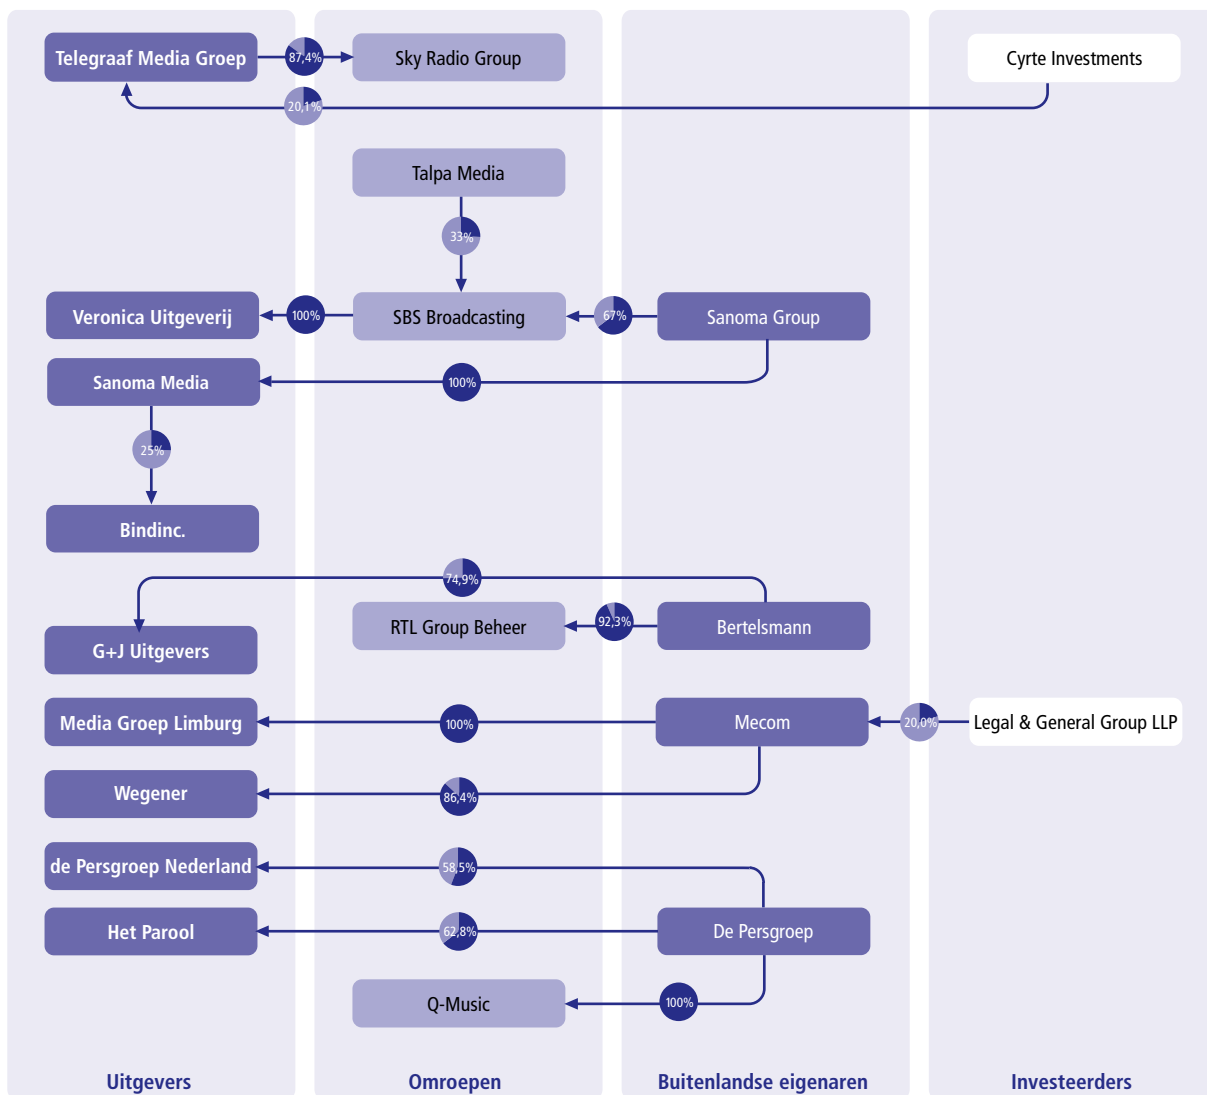 Telegraaf Media Groep
87,4%
Sky Radio Group
Cyrte Investments
20,1%
Talpa Media
33%
Veronica Uitgeverij
100%
SBS Broadcasting
67%
Sanoma Group
Sanoma Media
100%
25%
Bindinc.
74,9%
RTL Group Beheer
92,3%
Bertelsmann
G+J Uitgevers
Media Groep Limburg
100%
Mecom
20,0%
Legal & General Group LLP
Wegener
86,4%
de Persgroep Nederland
58,5%
Het Parool
62,8%
De Persgroep
Q-Music
100%
Uitgevers
Omroepen
Buitenlandse eigenaren
Investeerders